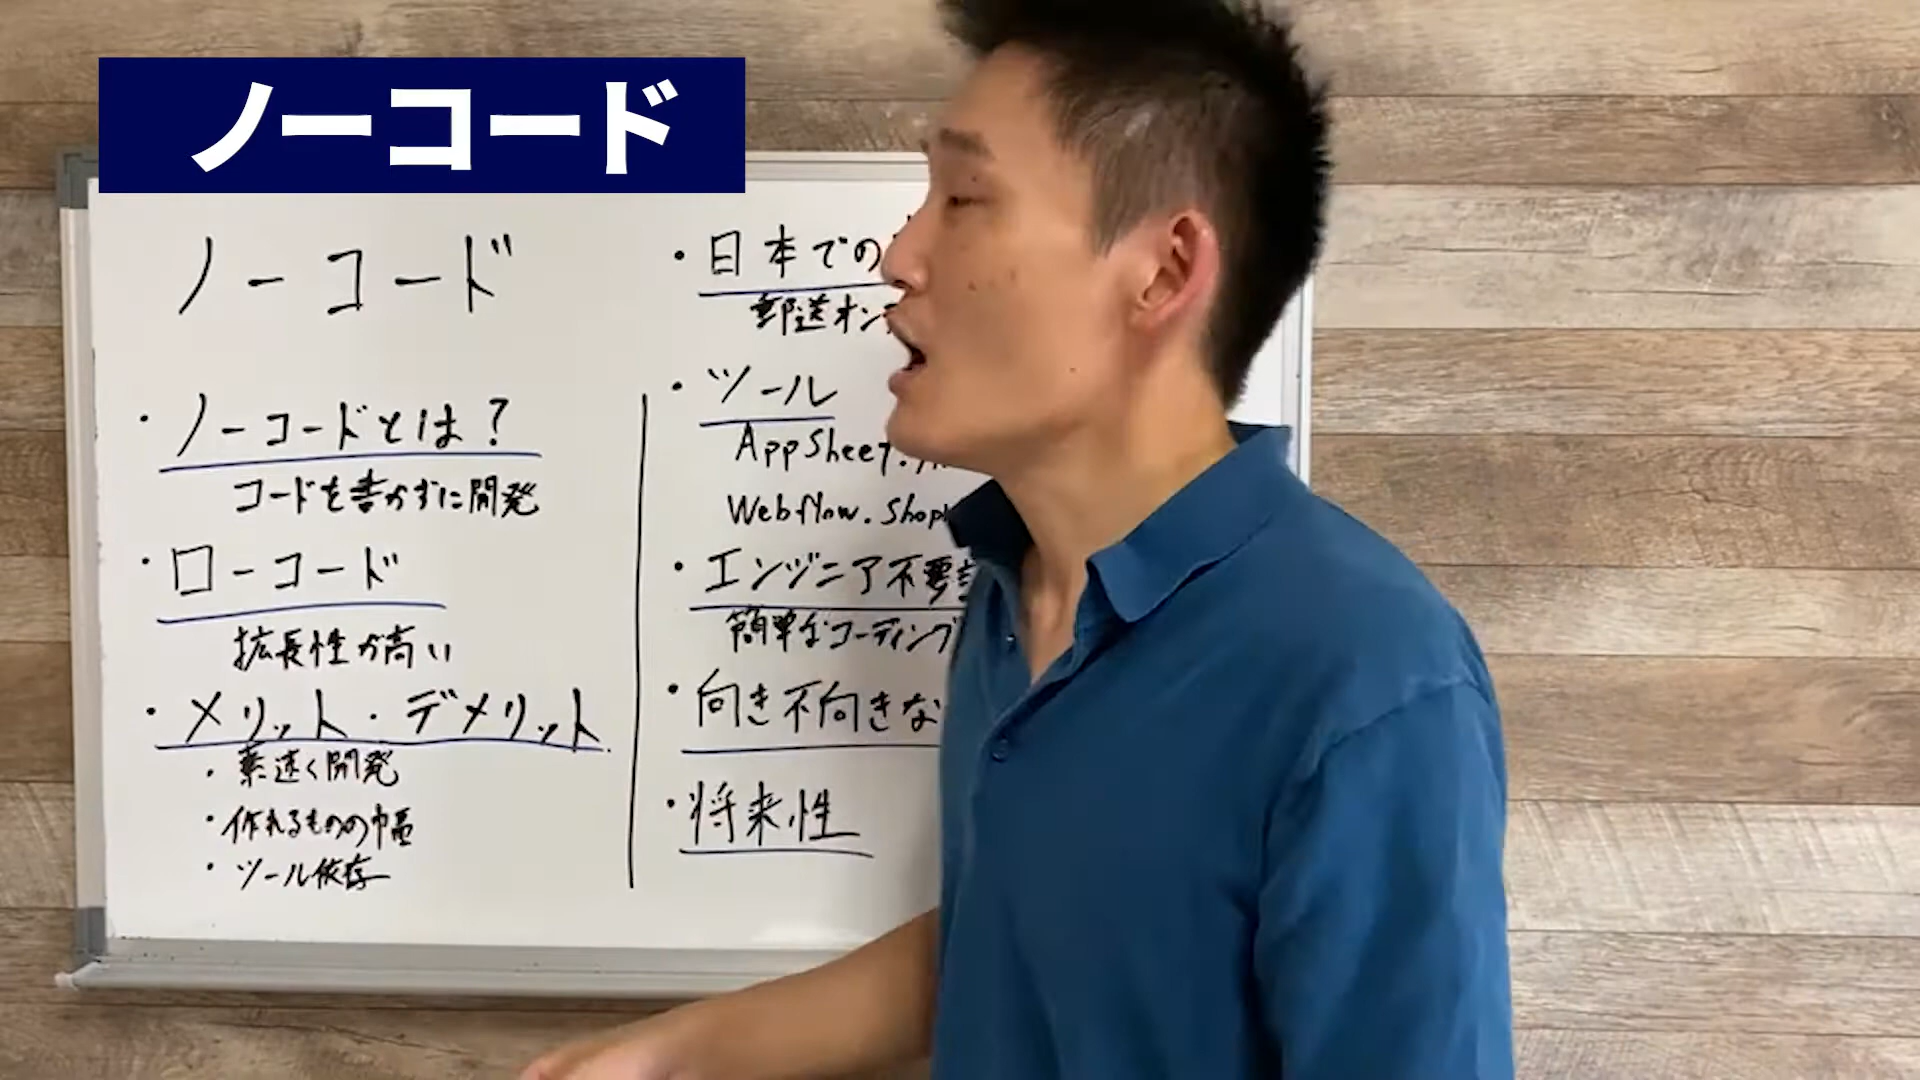 ノーコード
ノーコード
・ノーコードとは？
コードを書かずに開発
・ローコード
拡張性が高い
・メリット・デメリット
・素速く開発
・作れるものの幅
・ツール依存
・日本での
郵送オン
・ツール
AppSheet.
Webflow.Shop
・エンジニア不要
簡単なコーディング
・向き不向き
・将来性